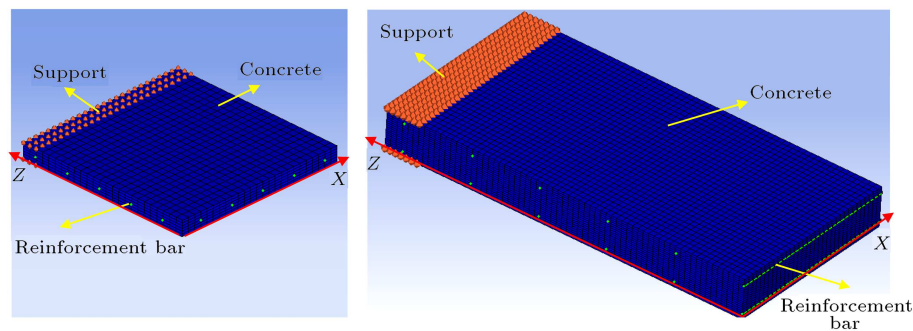 Support
Concrete
Z
X
Reinforcement bar
Support
Concrete
Z
X
Reinforcement
bar